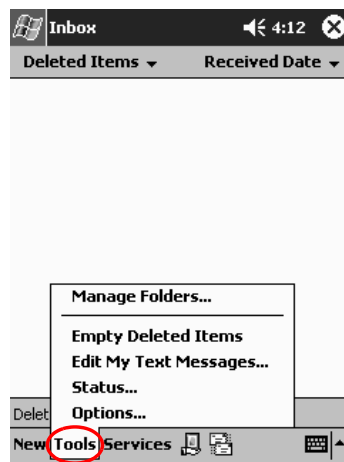 Inbox 4:12
Deleted Items Received Date
Manage Folders...
Empty Deleted Items
Edit My Text Messages...
Status...
Delet Options...
New Tools Services